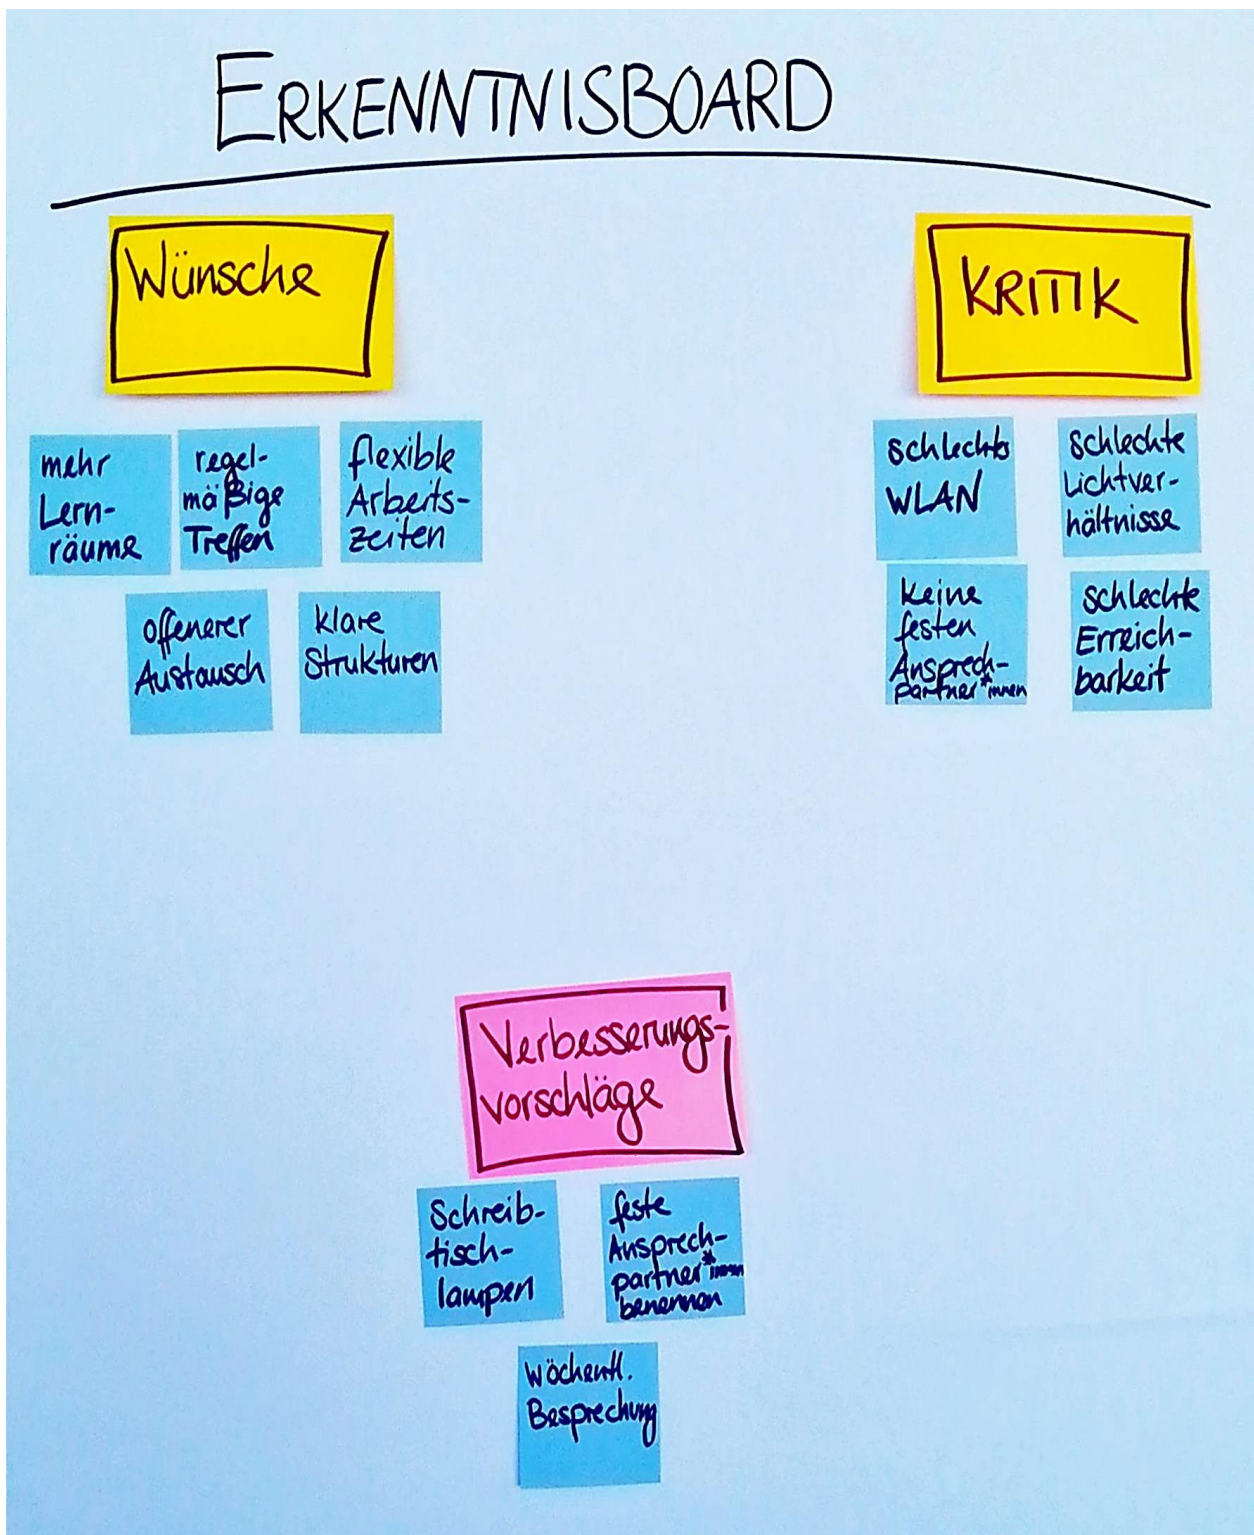 ERKENNTNISBOARD
Wünsche
mehr
Lern-
räume
regel-
mäßige
Treffen
flexible
Arbeits-
zeiten
offenerer
Austausch
klare
Strukturen
KRITIK
schlechtes
WLAN
schlechte
Lichtver-
hältnisse
keine
festen
Ansprech-
partner*innen
schlechte
Erreich-
barkeit
Verbesserungs-
vorschläge
Schreib-
tisch-
lampen
feste
Ansprech-
partner*innen
benennen
Wöchentl.
Besprechung